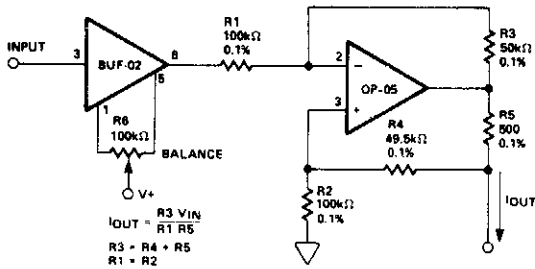 INPUT
3
BUF-02
6
5
1
R6
100kΩ
BALANCE
V+
R1
100kΩ
0.1%
2
−
OP-05
3
+
R3
50kΩ
0.1%
R5
500
0.1%
R4
49.5kΩ
0.1%
R2
100kΩ
0.1%
IOUT
IOUT = R3 VIN
R1 R5
R3 = R4 + R5
R1 = R2